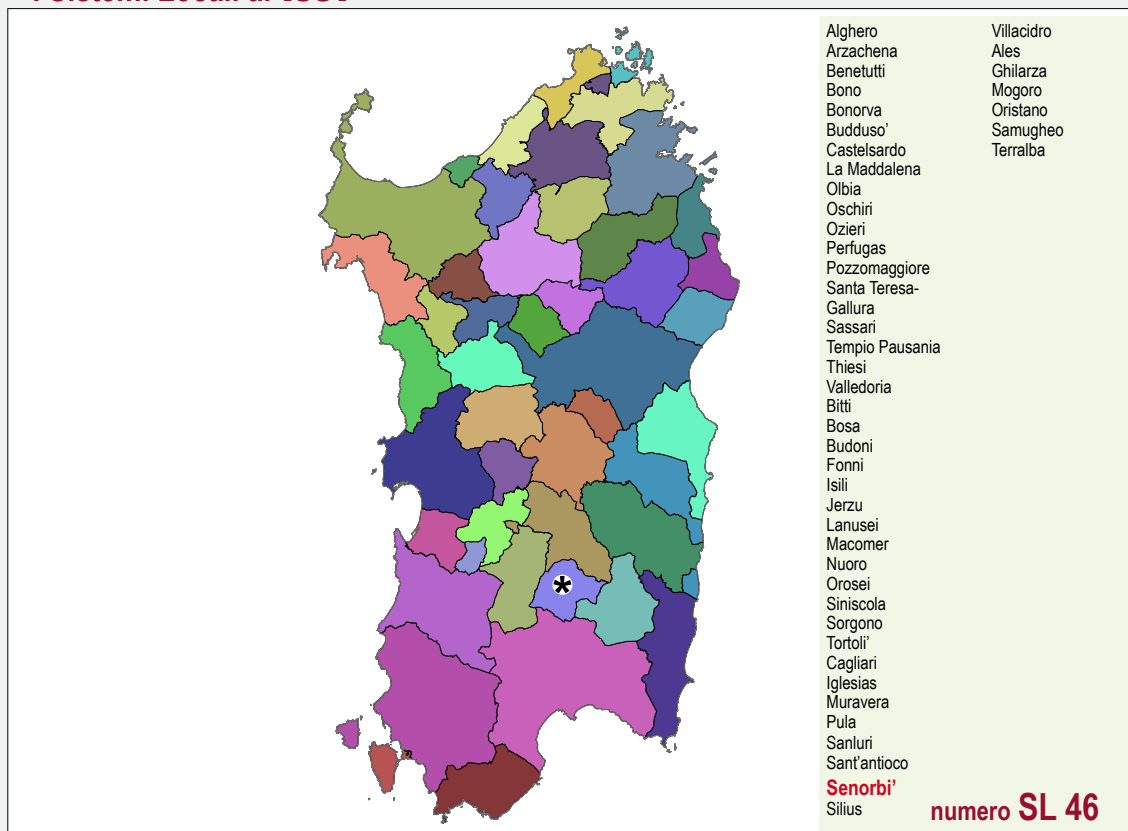 Alghero
Arzachena
Benetutti
Bono
Bonorva
Budduso'
Castelsardo
La Maddalena
Olbia
Oschiri
Ozieri
Perfugas
Pozzomaggiore
Santa Teresa-
Gallura
Sassari
Tempio Pausania
Thiesi
Valledoria
Bitti
Bosa
Budoni
Fonni
Isili
Jerzu
Lanusei
Macomer
Nuoro
Orosei
Siniscola
Sorgono
Tortoli'
Cagliari
Iglesias
Muravera
Pula
Sanluri
Sant'antioco
Senorbi'
Silius
Villacidro
Ales
Ghilarza
Mogoro
Oristano
Samugheo
Terralba
numero SL 46